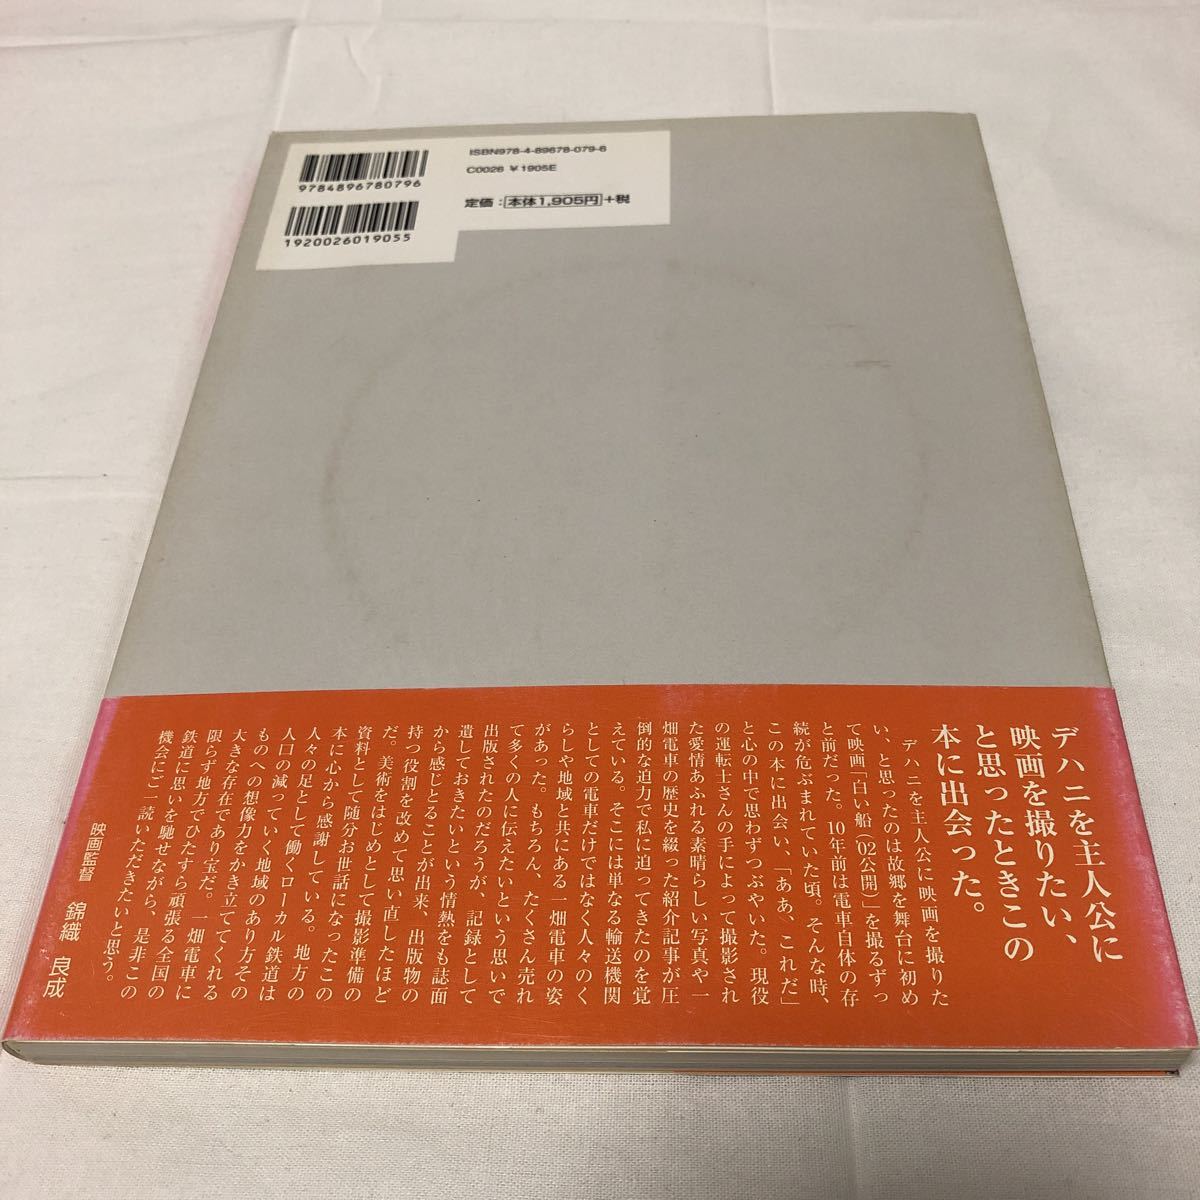 ISBN978-4-89678-079-6
C0026 ¥1905E
定価：本体1,905円+税
9784896780796
1920026019055
デハニを主人公に
映画を撮りたい、
と思ったときこの
本に出会った。
デハニを主人公に映画を撮りた
い、と思ったのは故郷を舞台に初め
て映画「白い船（'02公開）」を撮るずっ
と前だった。10年前は電車自体の存
続が危ぶまれていた頃。そんな時、
この本に出会い、「ああ、これだ」
と心の中で思わずつぶやいた。現役
の運転士さんの手によって撮影され
た愛情あふれる素晴らしい写真や一
畑電車の歴史を綴った紹介記事が圧
倒的な迫力で私に迫ってきたのを覚
えている。そこには単なる輸送機関
としての電車だけではなく人々のく
らしや地域と共にある一畑電車の姿
があった。もちろん、たくさん売れ
て多くの人に伝えたいという思いで
出版されたのだろうが、記録として
遺しておきたいという情熱をも誌面
から感じとることが出来、出版物の
持つ役割を改めて思い直したほど
だ。美術をはじめとして撮影準備の
資料として随分お世話になったこの
本に心から感謝している。地方の
人々の足として働くローカル鉄道は
人口の減っていく地域のあり方その
ものへの想像力をかき立ててくれる
大きな存在であり宝だ。一畑電車に
限らず地方でひたすら頑張る全国の
鉄道に思いを馳せながら、是非この
機会にご一読いただきたいと思う。
映画監督 錦織 良成